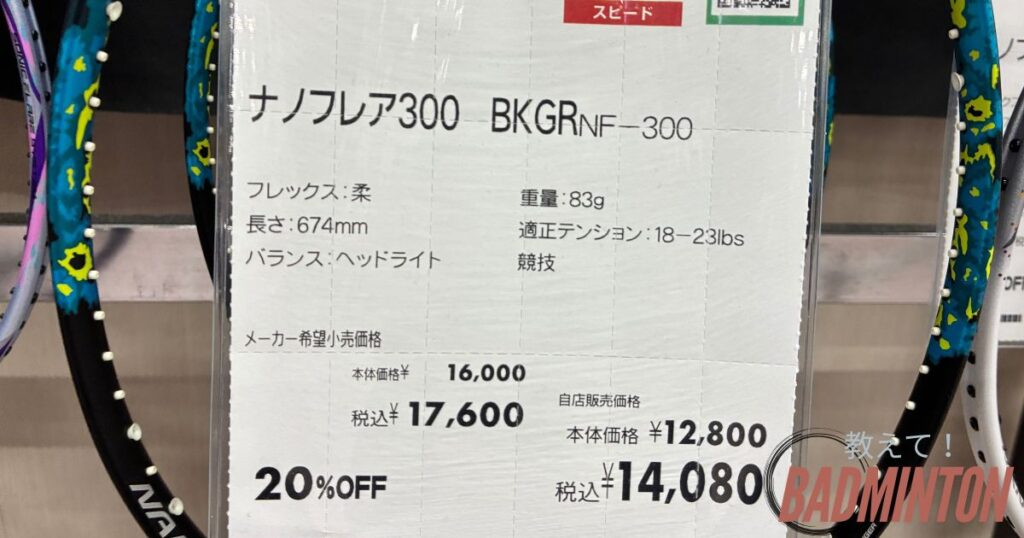 スピード
ナノフレア300 BKGRNF-300
フレックス:柔
重量:83g
長さ:674mm
適正テンション:18-23lbs
バランス:ヘッドライト
競技
メーカー希望小売価格
本体価格¥ 16,000
税込¥ 17,600
自店販売価格
本体価格 ¥12,800
20%OFF
税込¥14,080
教えて!
BADMINTON